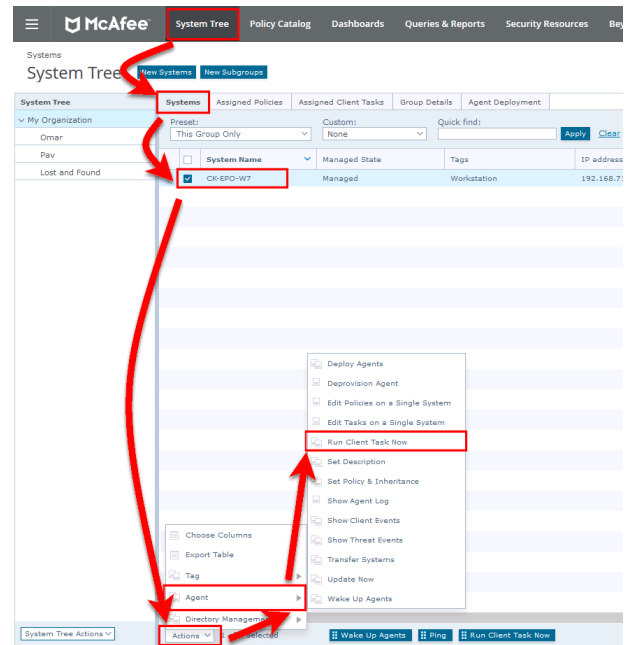 McAfee System Tree Policy Catalog Dashboards Queries & Reports Security Resources
Systems
System Tree New Systems New Subgroups
System Tree Systems Assigned Policies Assigned Client Tasks Group Details Agent Deployment
My Organization Preset: Custom: Quick find:
Omar This Group Only None Apply Clear
Pav System Name Managed State Tags IP address
Lost and Found CK-EPO-W7 Managed Workstation 192.168.7
Deploy Agents
Deprovision Agent
Edit Policies on a Single System
Edit Tasks on a Single System
Run Client Task Now
Set Description
Set Policy & Inheritance
Show Agent Log
Show Client Events
Choose Columns Show Threat Events
Export Table Transfer Systems
Tag Update Now
Agent Wake Up Agents
Directory Management
System Tree Actions Actions selected Wake Up Agents Ping Run Client Task Now